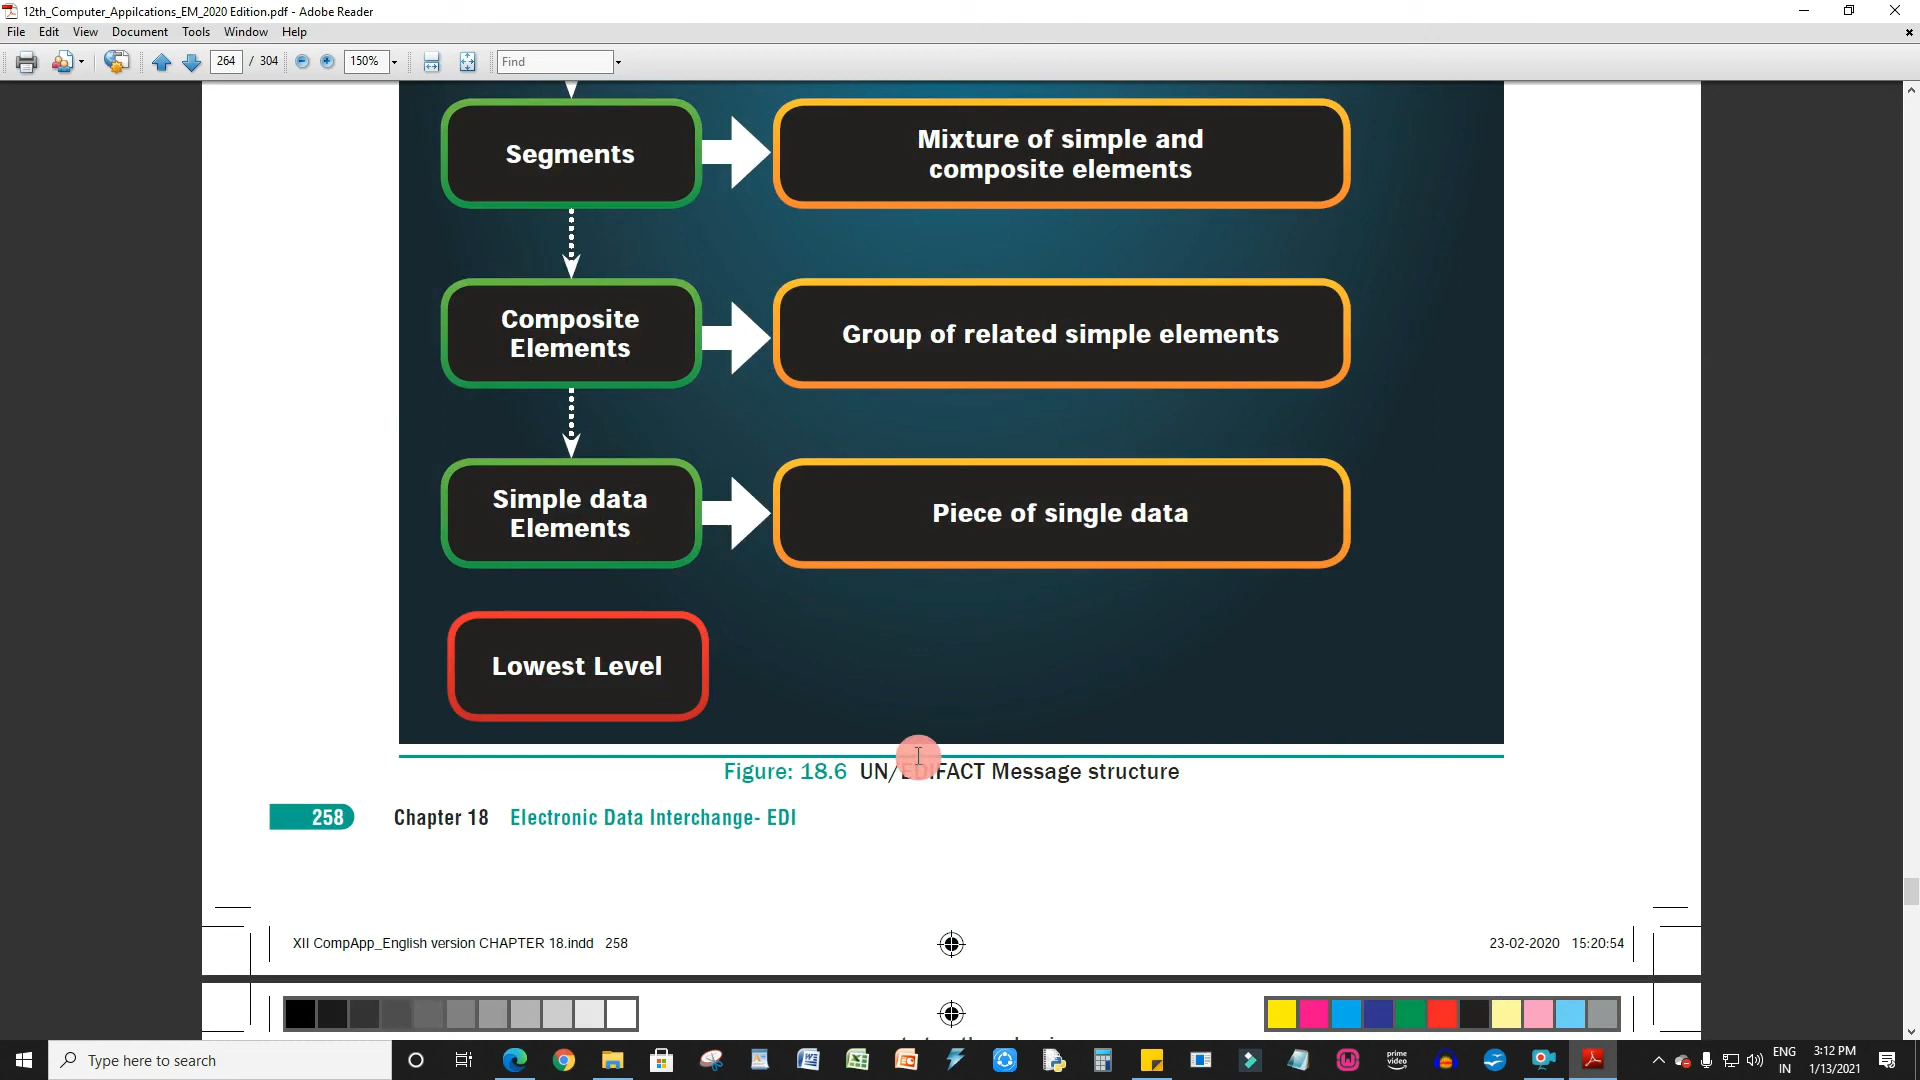 12th_Computer_Appilcations_EM_2020 Edition.pdf - Adobe Reader
File Edit View Document Tools Window Help
264 / 304 150% Find
Segments
Mixture of simple and
composite elements
Composite
Elements
Group of related simple elements
Simple data
Elements
Piece of single data
Lowest Level
Figure: 18.6 UN/EDIFACT Message structure
258 Chapter 18 Electronic Data Interchange- EDI
XII CompApp_English version CHAPTER 18.indd 258
23-02-2020 15:20:54
Type here to search
prime
video
ENG
IN
3:12 PM
1/13/2021